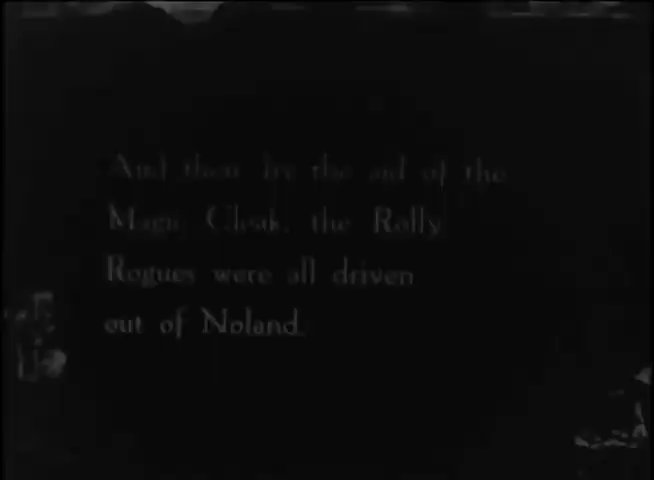 And then by the aid of the
Magic Cloak, the Rolly
Rogues were all driven
out of Noland.